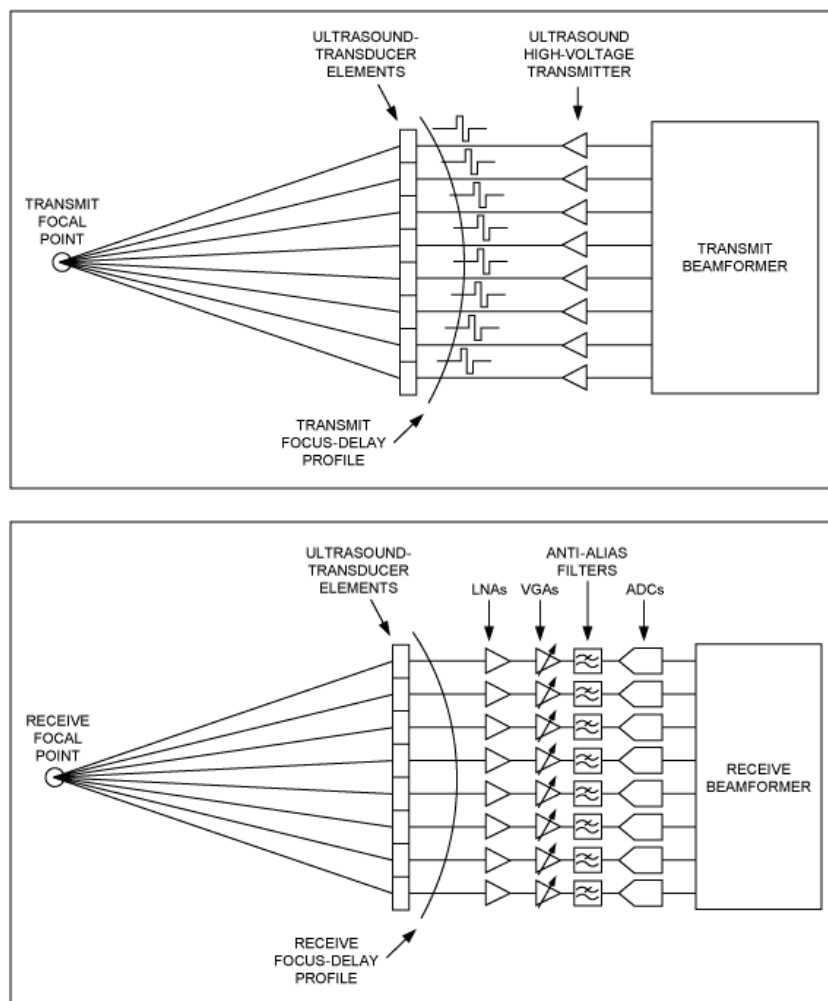 ULTRASOUND-
TRANSDUCER
ELEMENTS
ULTRASOUND
HIGH-VOLTAGE
TRANSMITTER
TRANSMIT
FOCAL
POINT
TRANSMIT
BEAMFORMER
TRANSMIT
FOCUS-DELAY
PROFILE
ULTRASOUND-
TRANSDUCER
ELEMENTS
LNAs
VGAs
ANTI-ALIAS
FILTERS
ADCs
RECEIVE
FOCAL
POINT
RECEIVE
BEAMFORMER
RECEIVE
FOCUS-DELAY
PROFILE